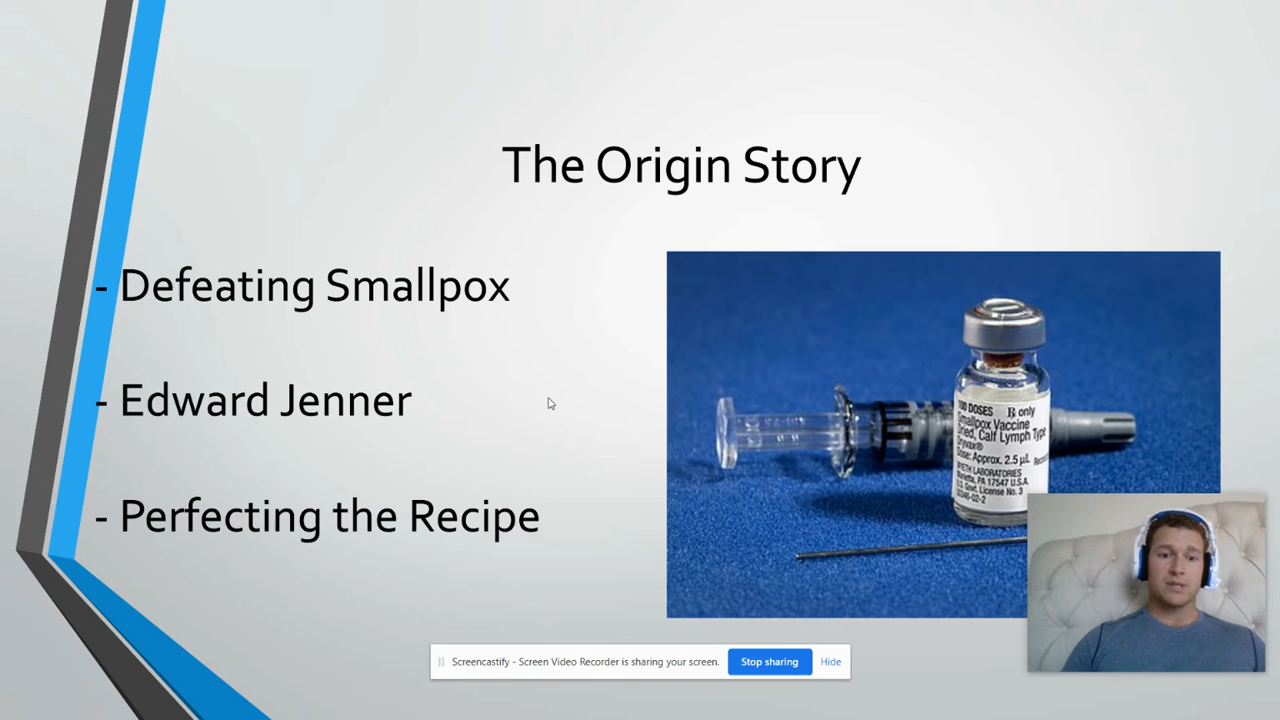 The Origin Story
- Defeating Smallpox
- Edward Jenner
- Perfecting the Recipe
100 DOSES Rx only
Smallpox Vaccine
Dried, Calf Lymph Type
Dryvax®
Dose: Approx. 2.5 µL
WYETH LABORATORIES
Marietta, PA 17547 U.S.A.
U.S. Govt. License No. 3
Screencastify - Screen Video Recorder is sharing your screen. Stop sharing Hide